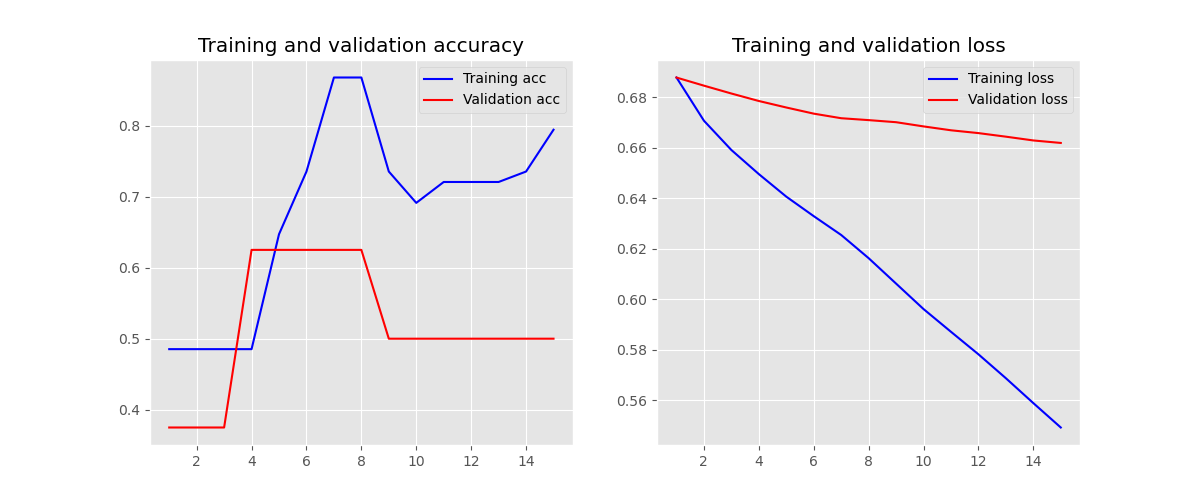 Training and validation accuracy
Training acc
Validation acc
0.8
0.7
0.6
0.5
0.4
2 4 6 8 10 12 14
Training and validation loss
Training loss
Validation loss
0.68
0.66
0.64
0.62
0.60
0.58
0.56
2 4 6 8 10 12 14